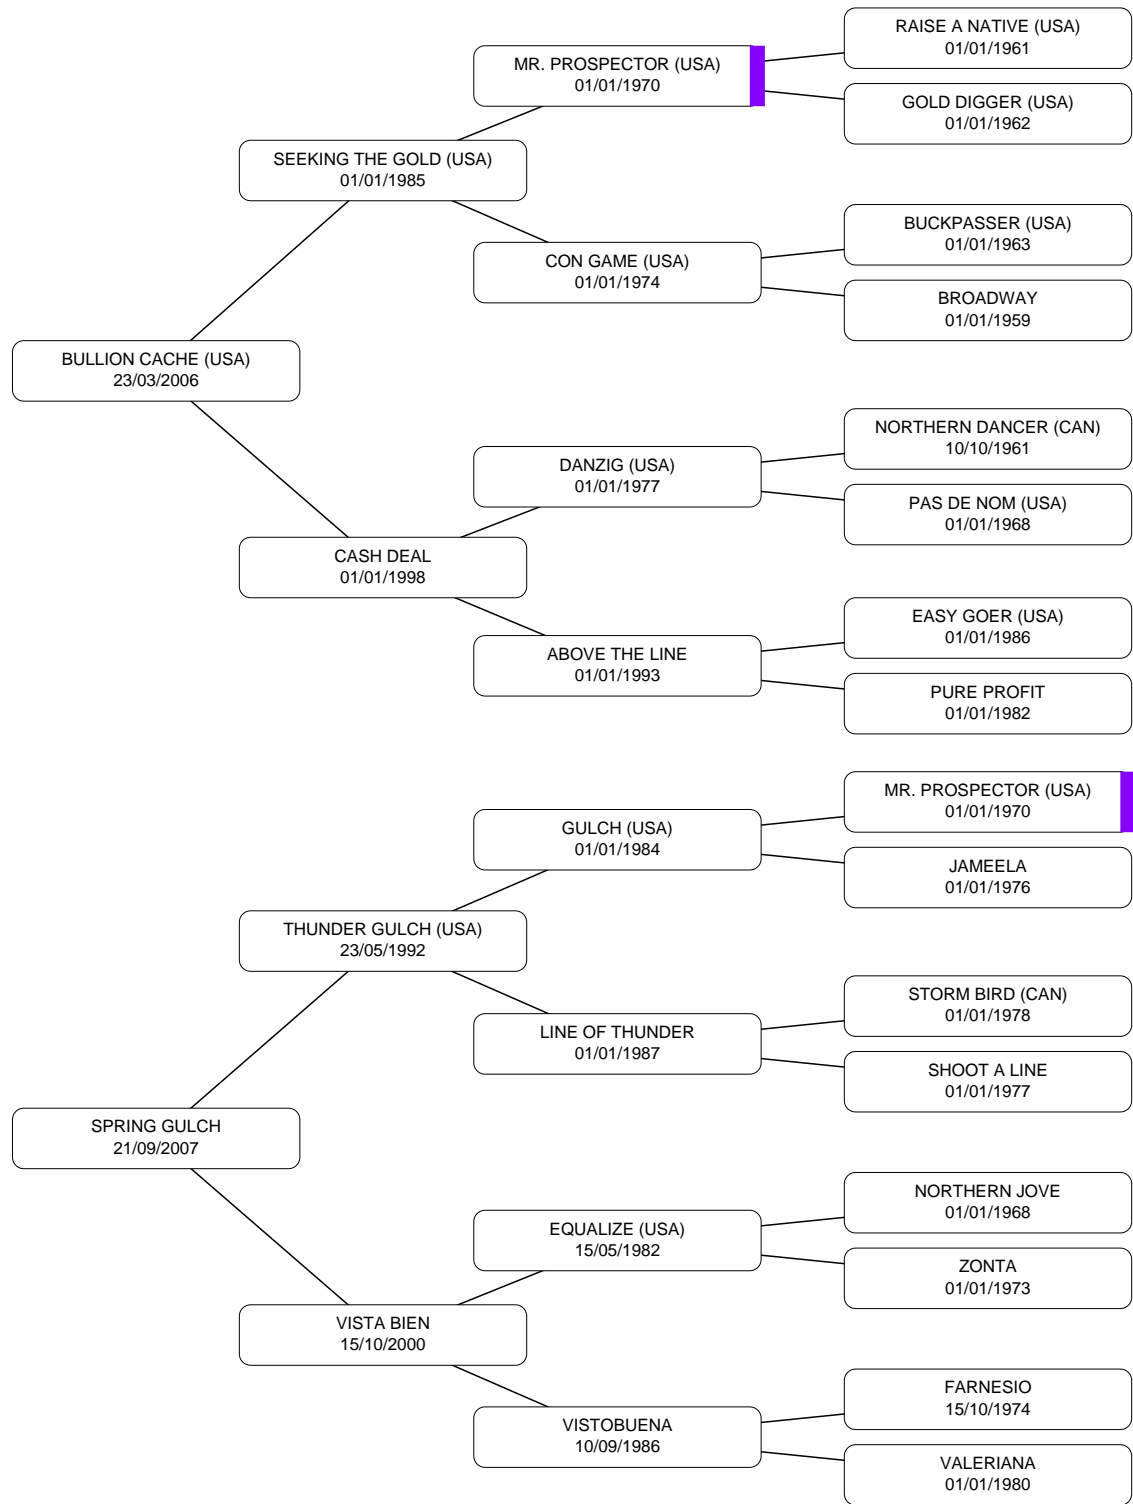 RAISE A NATIVE (USA)
01/01/1961
MR. PROSPECTOR (USA)
01/01/1970
GOLD DIGGER (USA)
01/01/1962
SEEKING THE GOLD (USA)
01/01/1985
BUCKPASSER (USA)
01/01/1963
CON GAME (USA)
01/01/1974
BROADWAY
01/01/1959
BULLION CACHE (USA)
23/03/2006
NORTHERN DANCER (CAN)
10/10/1961
DANZIG (USA)
01/01/1977
PAS DE NOM (USA)
01/01/1968
CASH DEAL
01/01/1998
EASY GOER (USA)
01/01/1986
ABOVE THE LINE
01/01/1993
PURE PROFIT
01/01/1982
MR. PROSPECTOR (USA)
01/01/1970
GULCH (USA)
01/01/1984
JAMEELA
01/01/1976
THUNDER GULCH (USA)
23/05/1992
STORM BIRD (CAN)
01/01/1978
LINE OF THUNDER
01/01/1987
SHOOT A LINE
01/01/1977
SPRING GULCH
21/09/2007
NORTHERN JOVE
01/01/1968
EQUALIZE (USA)
15/05/1982
ZONTA
01/01/1973
VISTA BIEN
15/10/2000
FARNESIO
15/10/1974
VISTOBUENA
10/09/1986
VALERIANA
01/01/1980